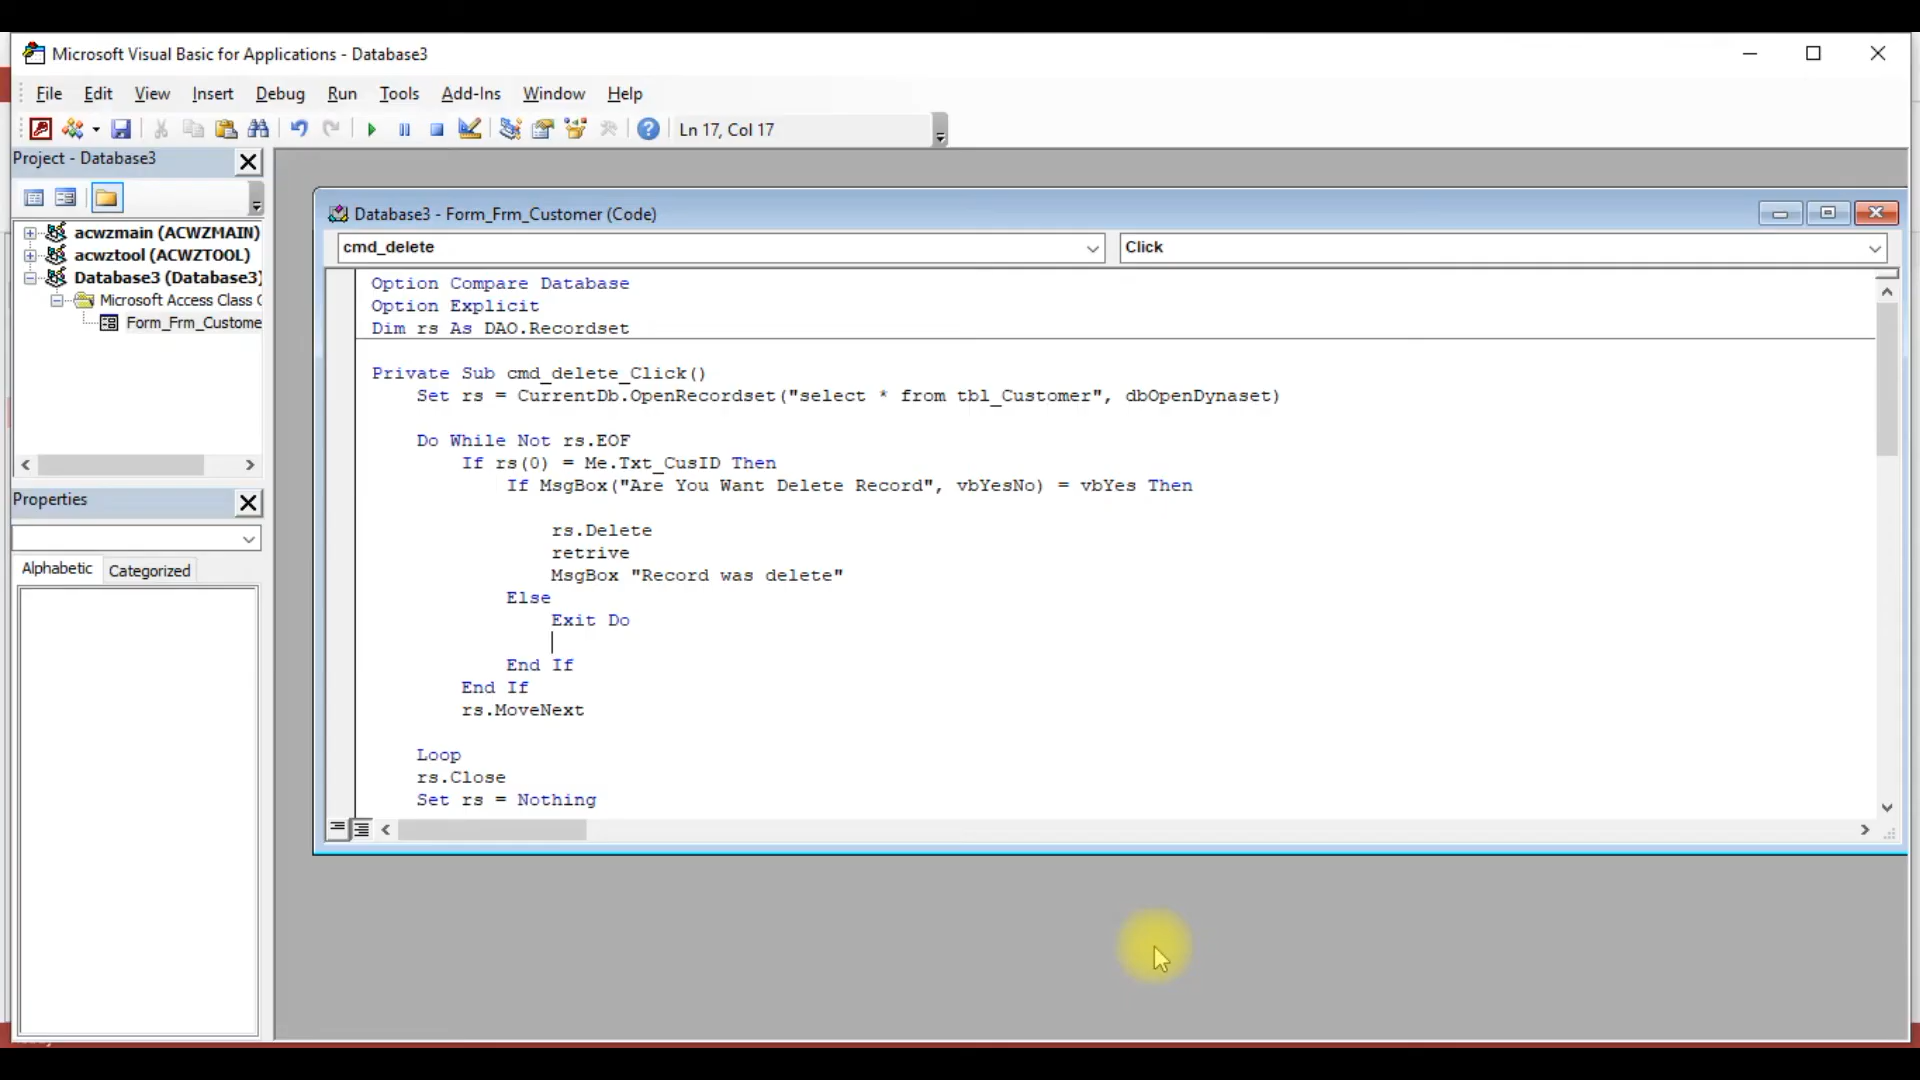 Microsoft Visual Basic for Applications - Database3
File Edit View Insert Debug Run Tools Add-Ins Window Help
Ln 17, Col 17
Project - Database3
acwzmain (ACWZMAIN)
acwztool (ACWZTOOL)
Database3 (Database3)
Microsoft Access Class
Form_Frm_Custome
Properties
Alphabetic Categorized
Database3 - Form_Frm_Customer (Code)
cmd_delete Click
Option Compare Database
Option Explicit
Dim rs As DAO.Recordset
Private Sub cmd_delete_Click()
Set rs = CurrentDb.OpenRecordset("select * from tbl_Customer", dbOpenDynaset)
Do While Not rs.EOF
If rs(0) = Me.Txt_CusID Then
If MsgBox("Are You Want Delete Record", vbYesNo) = vbYes Then
rs.Delete
retrive
MsgBox "Record was delete"
Else
Exit Do
End If
End If
rs.MoveNext
Loop
rs.Close
Set rs = Nothing